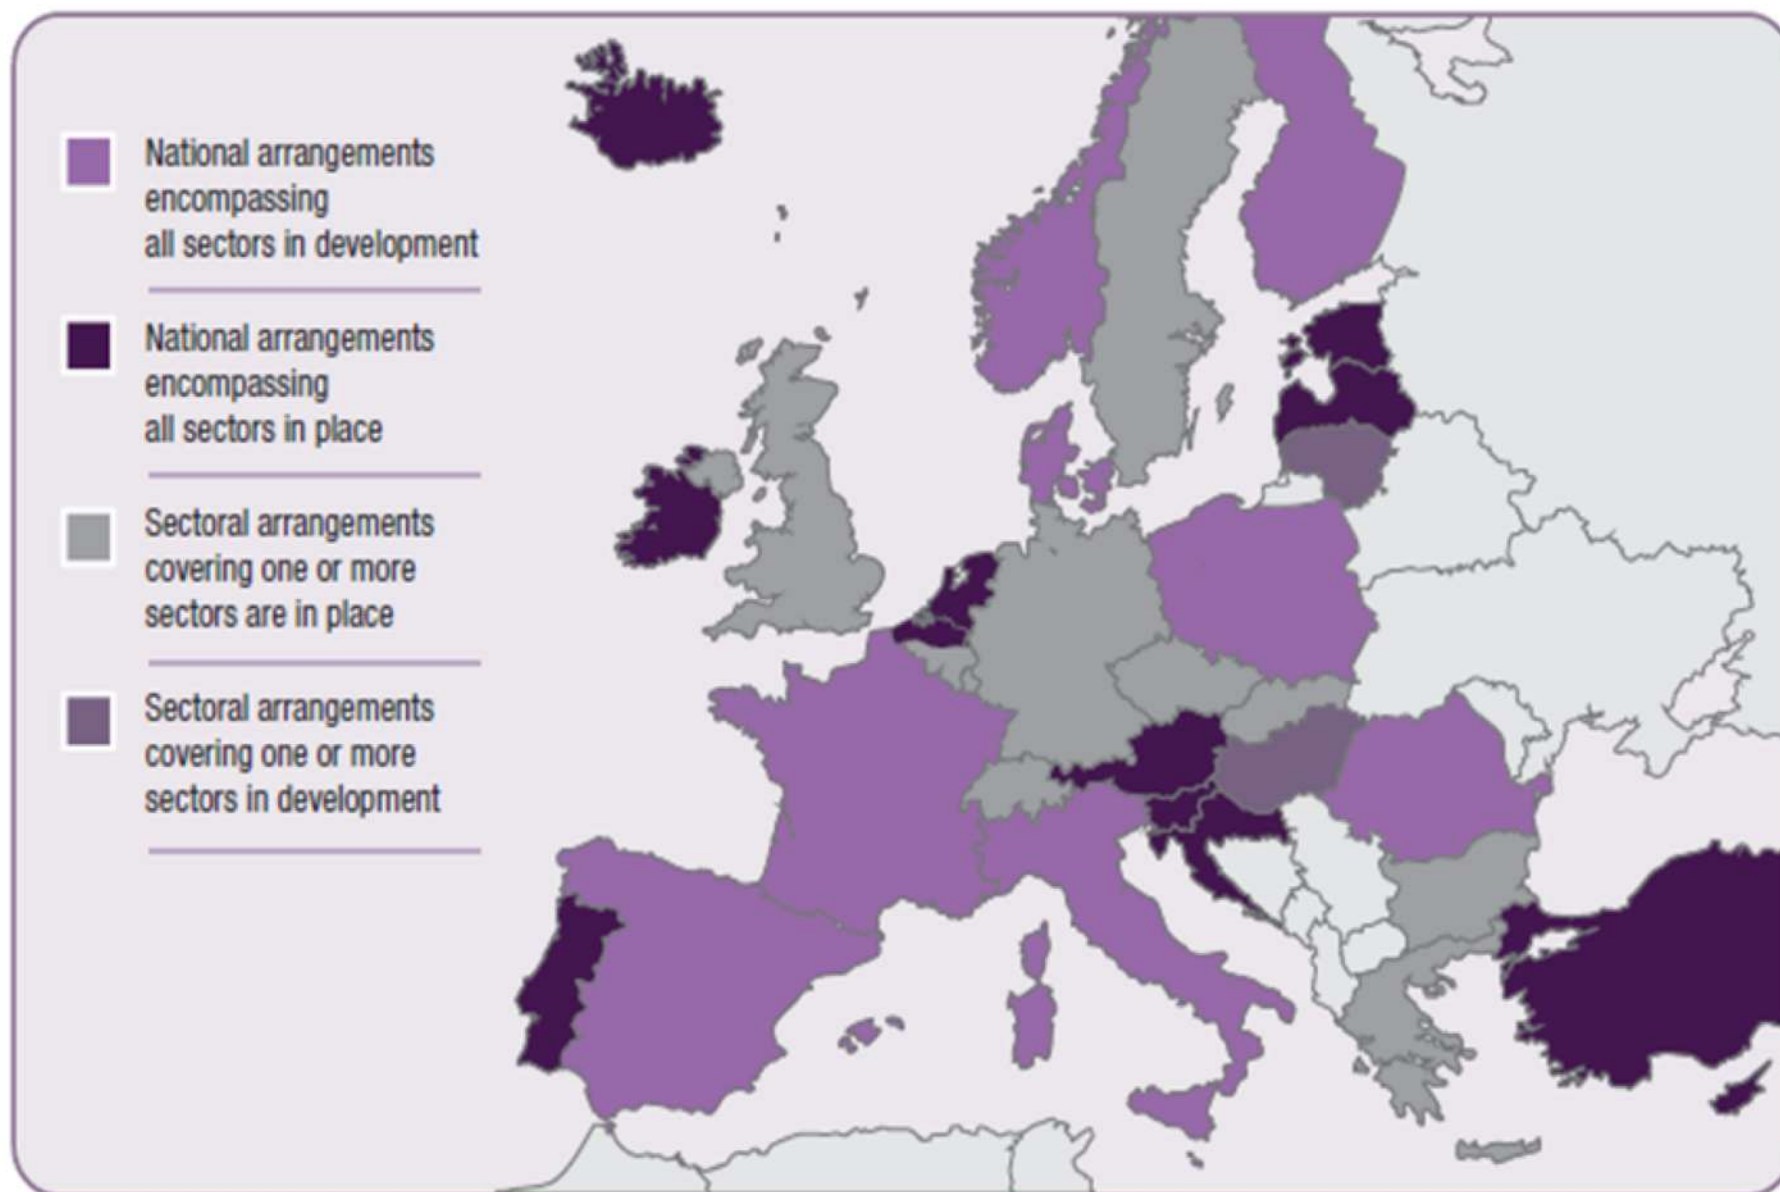 National arrangements
encompassing
all sectors in development
National arrangements
encompassing
all sectors in place
Sectoral arrangements
covering one or more
sectors are in place
Sectoral arrangements
covering one or more
sectors in development